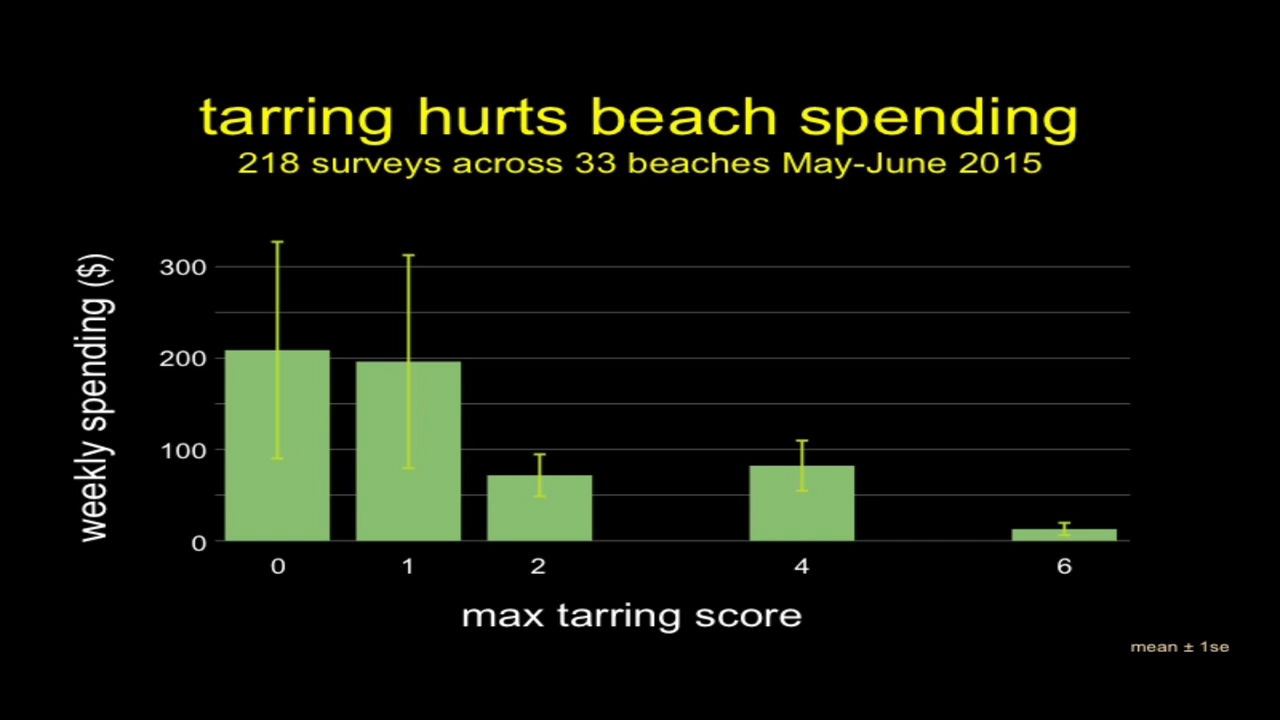 tarring hurts beach spending
218 surveys across 33 beaches May-June 2015
weekly spending ($)
300
200
100
0
0 1 2 4 6
max tarring score
mean ± 1se